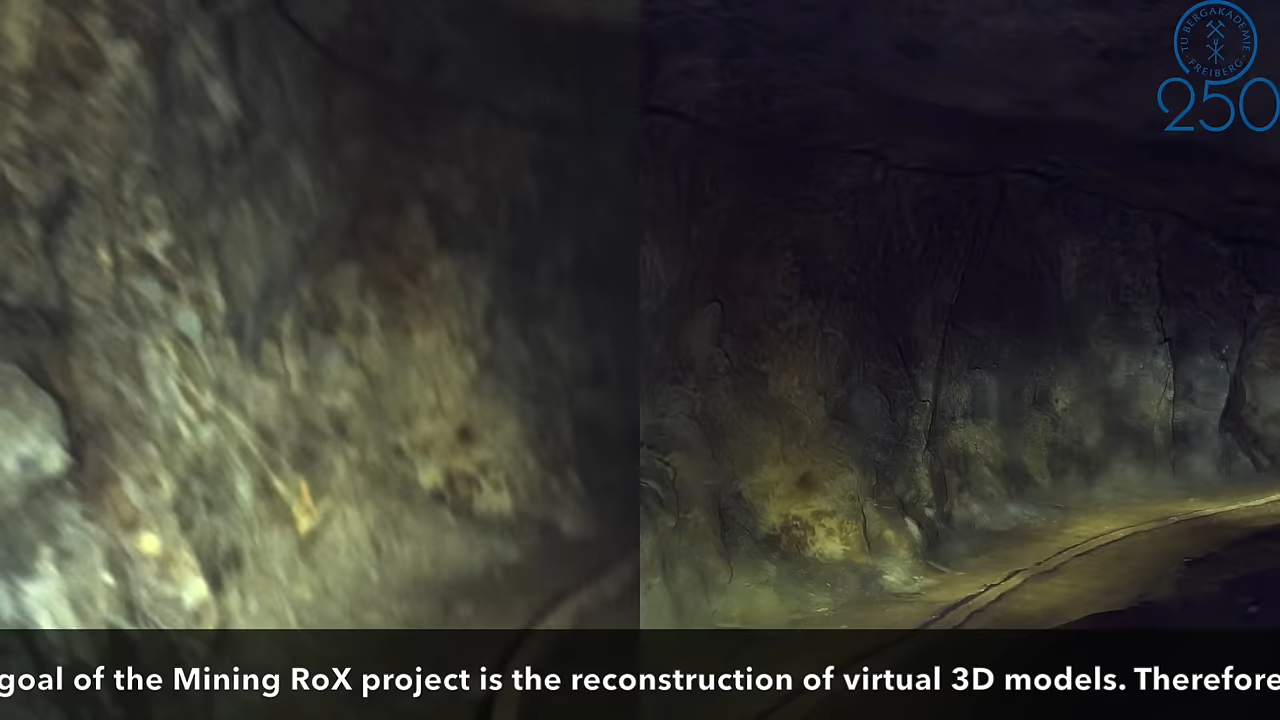 TU BERGAKADEMIE
FREIBERG
250
goal of the Mining RoX project is the reconstruction of virtual 3D models. Therefore